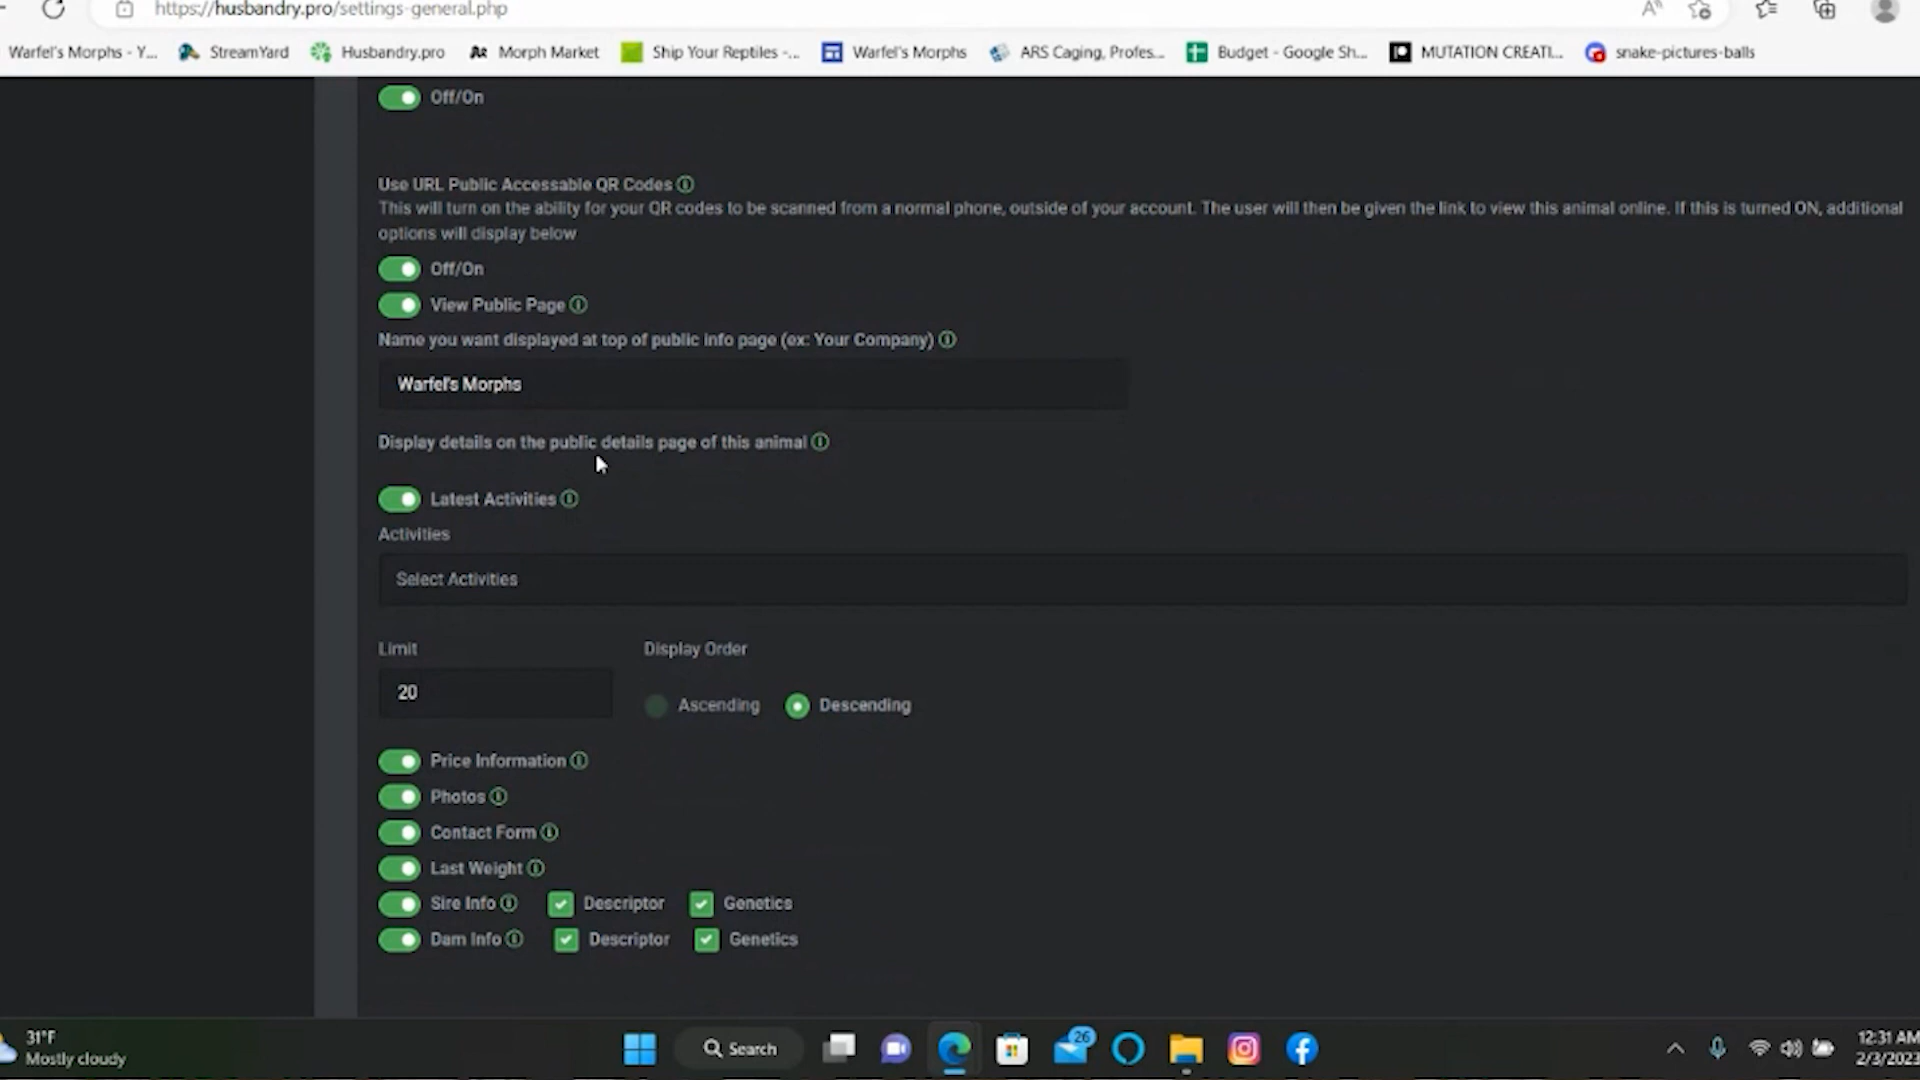 https://husbandry.pro/settings-general.php
Warfel's Morphs - Y...
StreamYard
Husbandry.pro
Morph Market
Ship Your Reptiles -...
Warfel's Morphs
ARS Caging, Profes...
Budget - Google Sh...
MUTATION CREATI...
snake-pictures-balls
Off/On
Use URL Public Accessable QR Codes
This will turn on the ability for your QR codes to be scanned from a normal phone, outside of your account. The user will then be given the link to view this animal online. If this is turned ON, additional
options will display below
Off/On
View Public Page
Name you want displayed at top of public info page (ex: Your Company)
Warfel's Morphs
Display details on the public details page of this animal
Latest Activities
Activities
Select Activities
Limit
Display Order
20
Ascending
Descending
Price Information
Photos
Contact Form
Last Weight
Sire Info
Descriptor
Genetics
Dam Info
Descriptor
Genetics
31°F
Mostly cloudy
Search
26
12:31 AM
2/3/2023